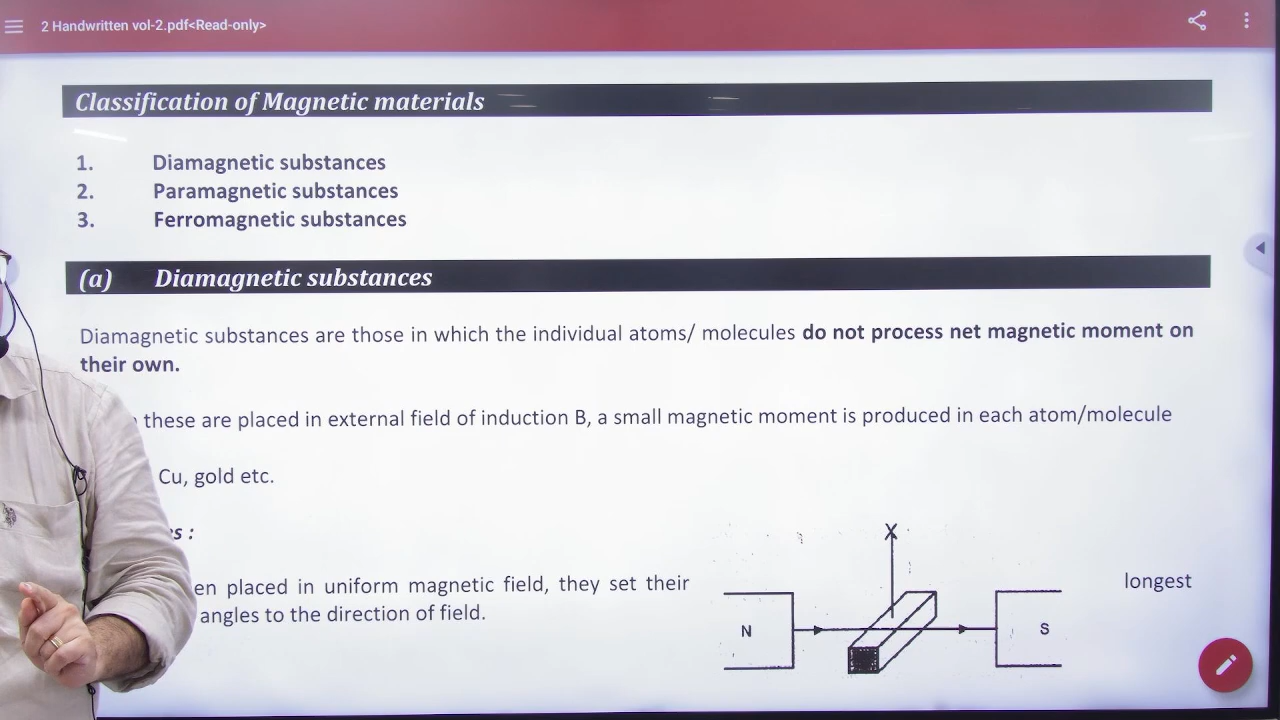 2 Handwritten vol-2.pdf<Read-only>
Classification of Magnetic materials
1. Diamagnetic substances
2. Paramagnetic substances
3. Ferromagnetic substances
(a) Diamagnetic substances
Diamagnetic substances are those in which the individual atoms/ molecules do not process net magnetic moment on
their own.
these are placed in external field of induction B, a small magnetic moment is produced in each atom/molecule
Cu, gold etc.
placed in uniform magnetic field, they set their longest
angles to the direction of field.
N S